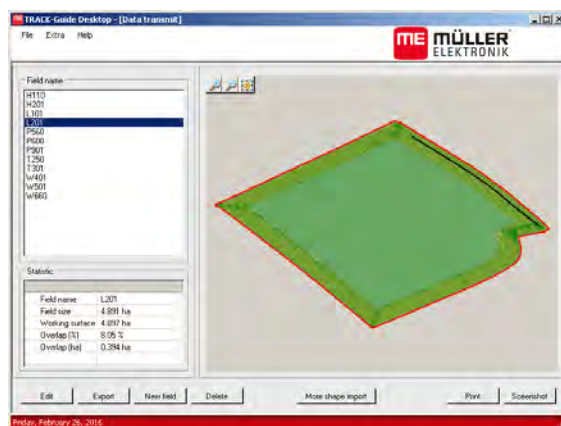 TRACK-Guide Desktop - [Data transmit]
File Extra Help
ME MÜLLER
ELEKTRONIK
Field name
H110
H201
L101
L201
P560
P600
P901
T250
T301
W401
W501
W660
Statistic
Field name L201
Field size 4.891 ha
Working surface 4.897 ha
Overlap (%) 8.05 %
Overlap (ha) 0.394 ha
Edit Export New field Delete More shape import Print Sceenshot
Friday, February 26, 2016